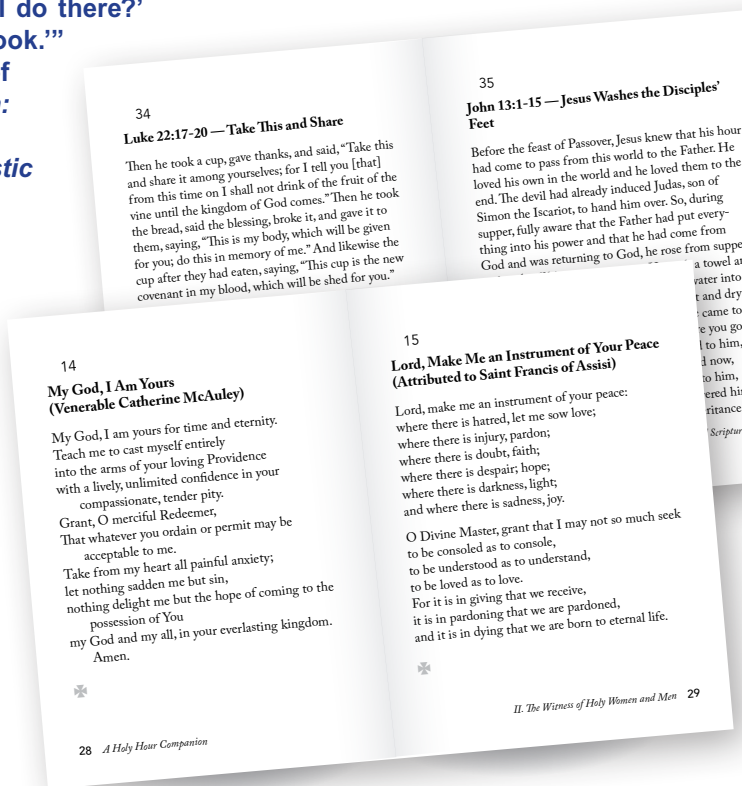 l do there?’
ook.’”
f
:
stic
34
Luke 22:17-20 — Take This and Share
Then he took a cup, gave thanks, and said, “Take this
and share it among yourselves; for I tell you [that]
from this time on I shall not drink of the fruit of the
vine until the kingdom of God comes.” Then he took
the bread, said the blessing, broke it, and gave it to
them, saying, “This is my body, which will be given
for you; do this in memory of me.” And likewise the
cup after they had eaten, saying, “This cup is the new
covenant in my blood, which will be shed for you.”
35
John 13:1-15 — Jesus Washes the Disciples’
Feet
Before the feast of Passover, Jesus knew that his hour
had come to pass from this world to the Father. He
loved his own in the world and he loved them to the
end. The devil had already induced Judas, son of
Simon the Iscariot, to hand him over. So, during
supper, fully aware that the Father had put every-
thing into his power and that he had come from
God and was returning to God, he rose from suppe
a towel a
water into
t and dry
came to
e you go
to him,
d now,
to him,
ered his
ritance
Scriptur
14
My God, I Am Yours
(Venerable Catherine McAuley)
My God, I am yours for time and eternity.
Teach me to cast myself entirely
into the arms of your loving Providence
with a lively, unlimited confidence in your
compassionate, tender pity.
Grant, O merciful Redeemer,
That whatever you ordain or permit may be
acceptable to me.
Take from my heart all painful anxiety;
let nothing sadden me but sin,
nothing delight me but the hope of coming to the
possession of You
my God and my all, in your everlasting kingdom.
Amen.
28 A Holy Hour Companion
15
Lord, Make Me an Instrument of Your Peace
(Attributed to Saint Francis of Assisi)
Lord, make me an instrument of your peace:
where there is hatred, let me sow love;
where there is injury, pardon;
where there is doubt, faith;
where there is despair; hope;
where there is darkness, light;
and where there is sadness, joy.
O Divine Master, grant that I may not so much seek
to be consoled as to console,
to be understood as to understand,
to be loved as to love.
For it is in giving that we receive,
it is in pardoning that we are pardoned,
and it is in dying that we are born to eternal life.
II. The Witness of Holy Women and Men 29